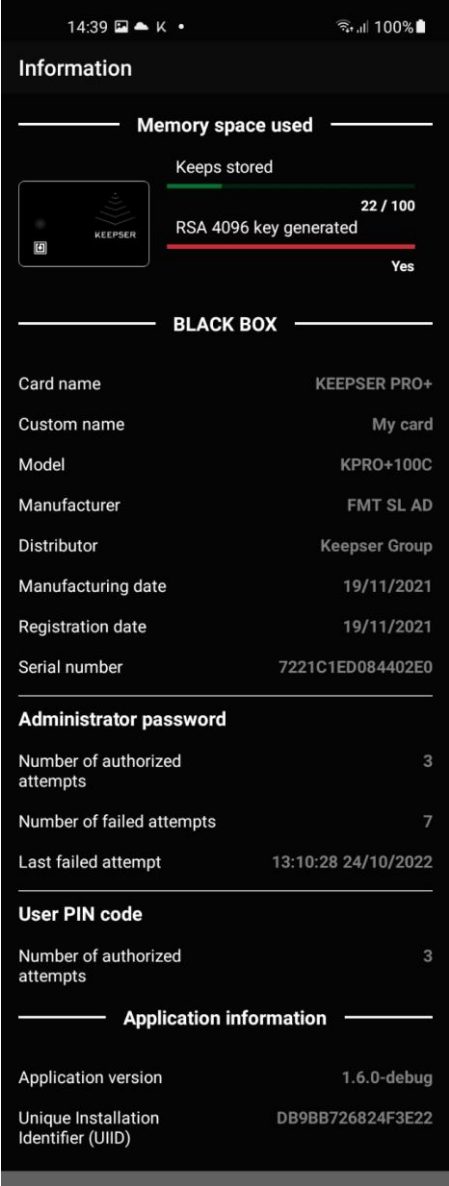 14:39 K •
100%
Information
Memory space used
Keeps stored
22 / 100
KEEPSER
RSA 4096 key generated
Yes
BLACK BOX
Card name KEEPSER PRO+
Custom name My card
Model KPRO+100C
Manufacturer FMT SL AD
Distributor Keepser Group
Manufacturing date 19/11/2021
Registration date 19/11/2021
Serial number 7221C1ED084402E0
Administrator password
Number of authorized 3
attempts
Number of failed attempts 7
Last failed attempt 13:10:28 24/10/2022
User PIN code
Number of authorized 3
attempts
Application information
Application version 1.6.0-debug
Unique Installation DB9BB726824F3E22
Identifier (UIID)